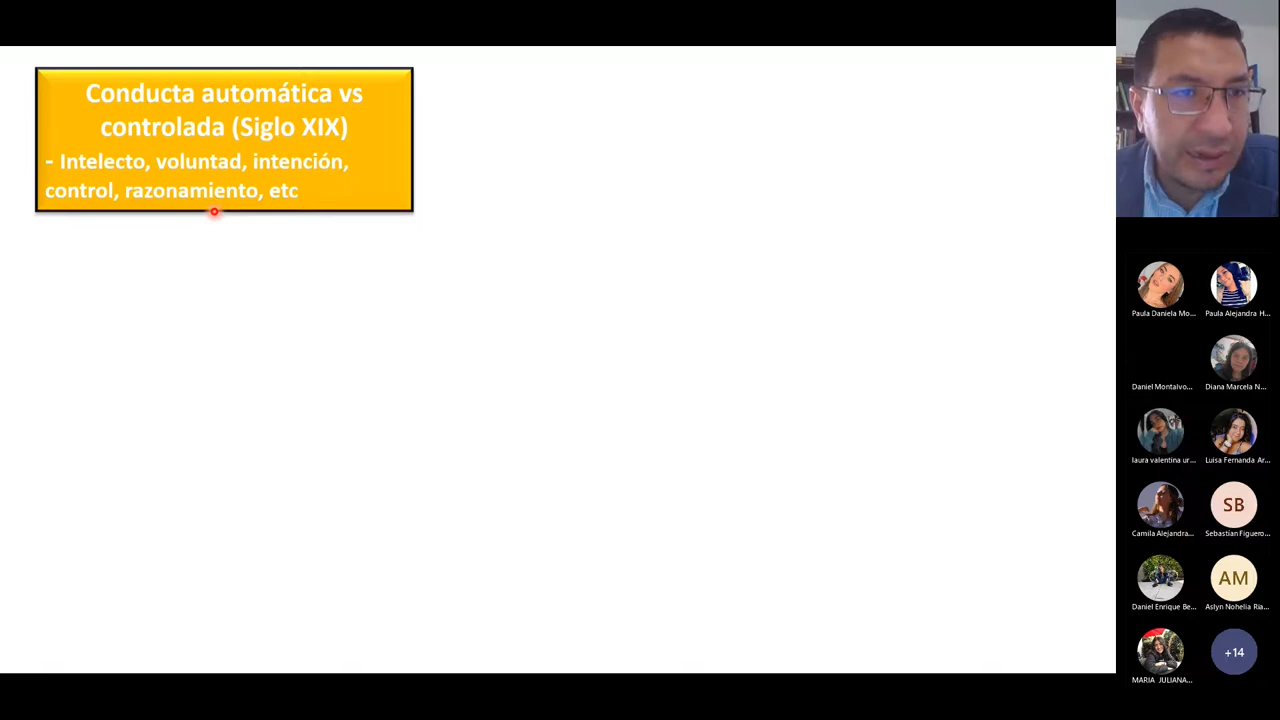 Conducta automática vs
controlada (Siglo XIX)
- Intelecto, voluntad, intención,
control, razonamiento, etc
Paula Daniela Mo...
Paula Alejandra H...
Daniel Montalvo...
Diana Marcela N...
laura valentina ur...
Luisa Fernanda Ar...
Camila Alejandra...
SB
Sebastían Figuero...
Daniel Enrique Be...
AM
Aslyn Nohelia Ria...
MARIA JULIANA...
+14